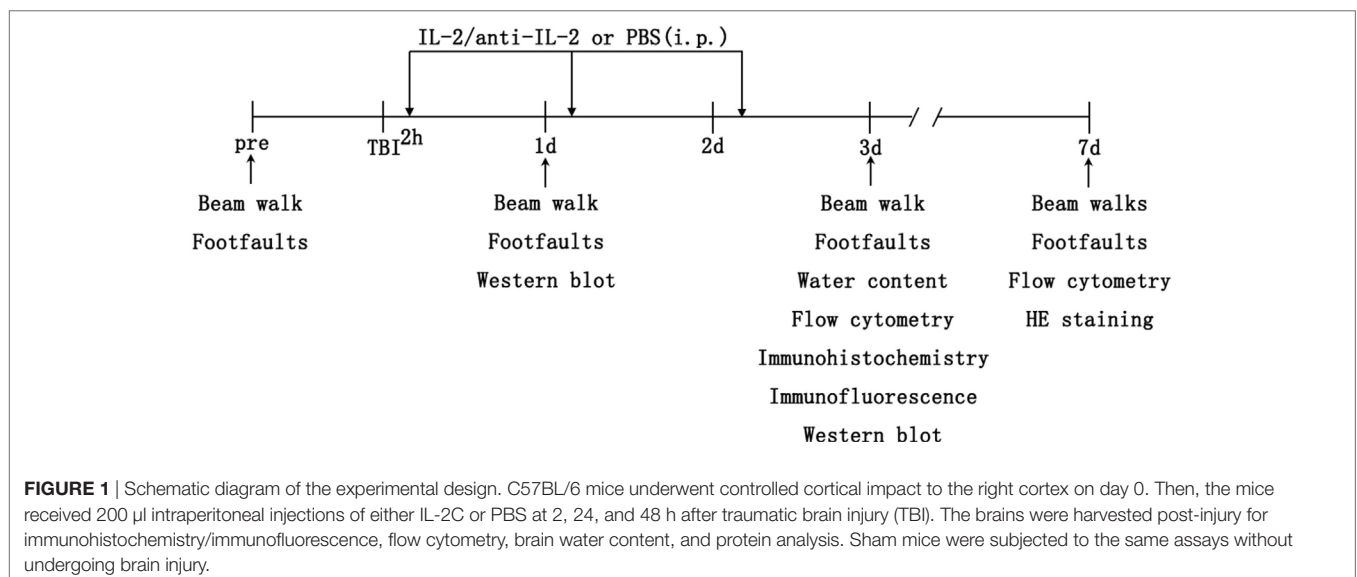 IL-2/anti-IL-2 or PBS(i.p.)
pre
TBI
2h
1d
2d
3d
7d
Beam walk
Footfaults
Beam walk
Footfaults
Western blot
Beam walk
Footfaults
Water content
Flow cytometry
Immunohistochemistry
Immunofluorescence
Western blot
Beam walks
Footfaults
Flow cytometry
HE staining
FIGURE 1 | Schematic diagram of the experimental design. C57BL/6 mice underwent controlled cortical impact to the right cortex on day 0. Then, the mice
received 200 µl intraperitoneal injections of either IL-2C or PBS at 2, 24, and 48 h after traumatic brain injury (TBI). The brains were harvested post-injury for
immunohistochemistry/immunofluorescence, flow cytometry, brain water content, and protein analysis. Sham mice were subjected to the same assays without
undergoing brain injury.